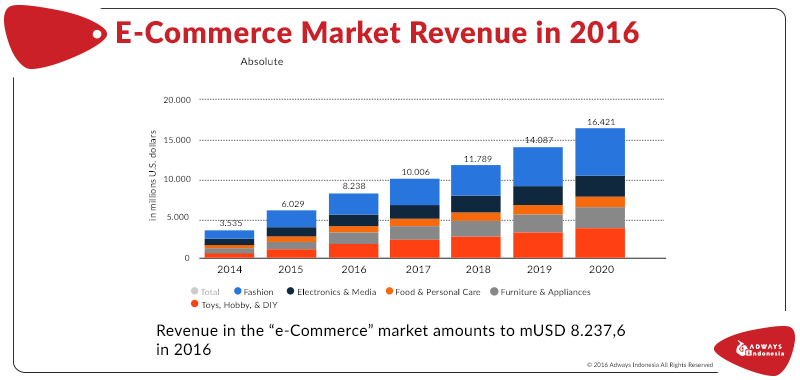 E-Commerce Market Revenue in 2016
Absolute
in millions U.S. dollars
20.000
15.000
10.000
5.000
0
3.535
6.029
8.238
10.006
11.789
14.087
16.421
2014 2015 2016 2017 2018 2019 2020
Total Fashion Electronics & Media Food & Personal Care Furniture & Appliances
Toys, Hobby, & DIY
Revenue in the “e-Commerce” market amounts to mUSD 8.237,6
in 2016
ADWAYS
Indonesia
© 2016 Adways Indonesia All Rights Reserved